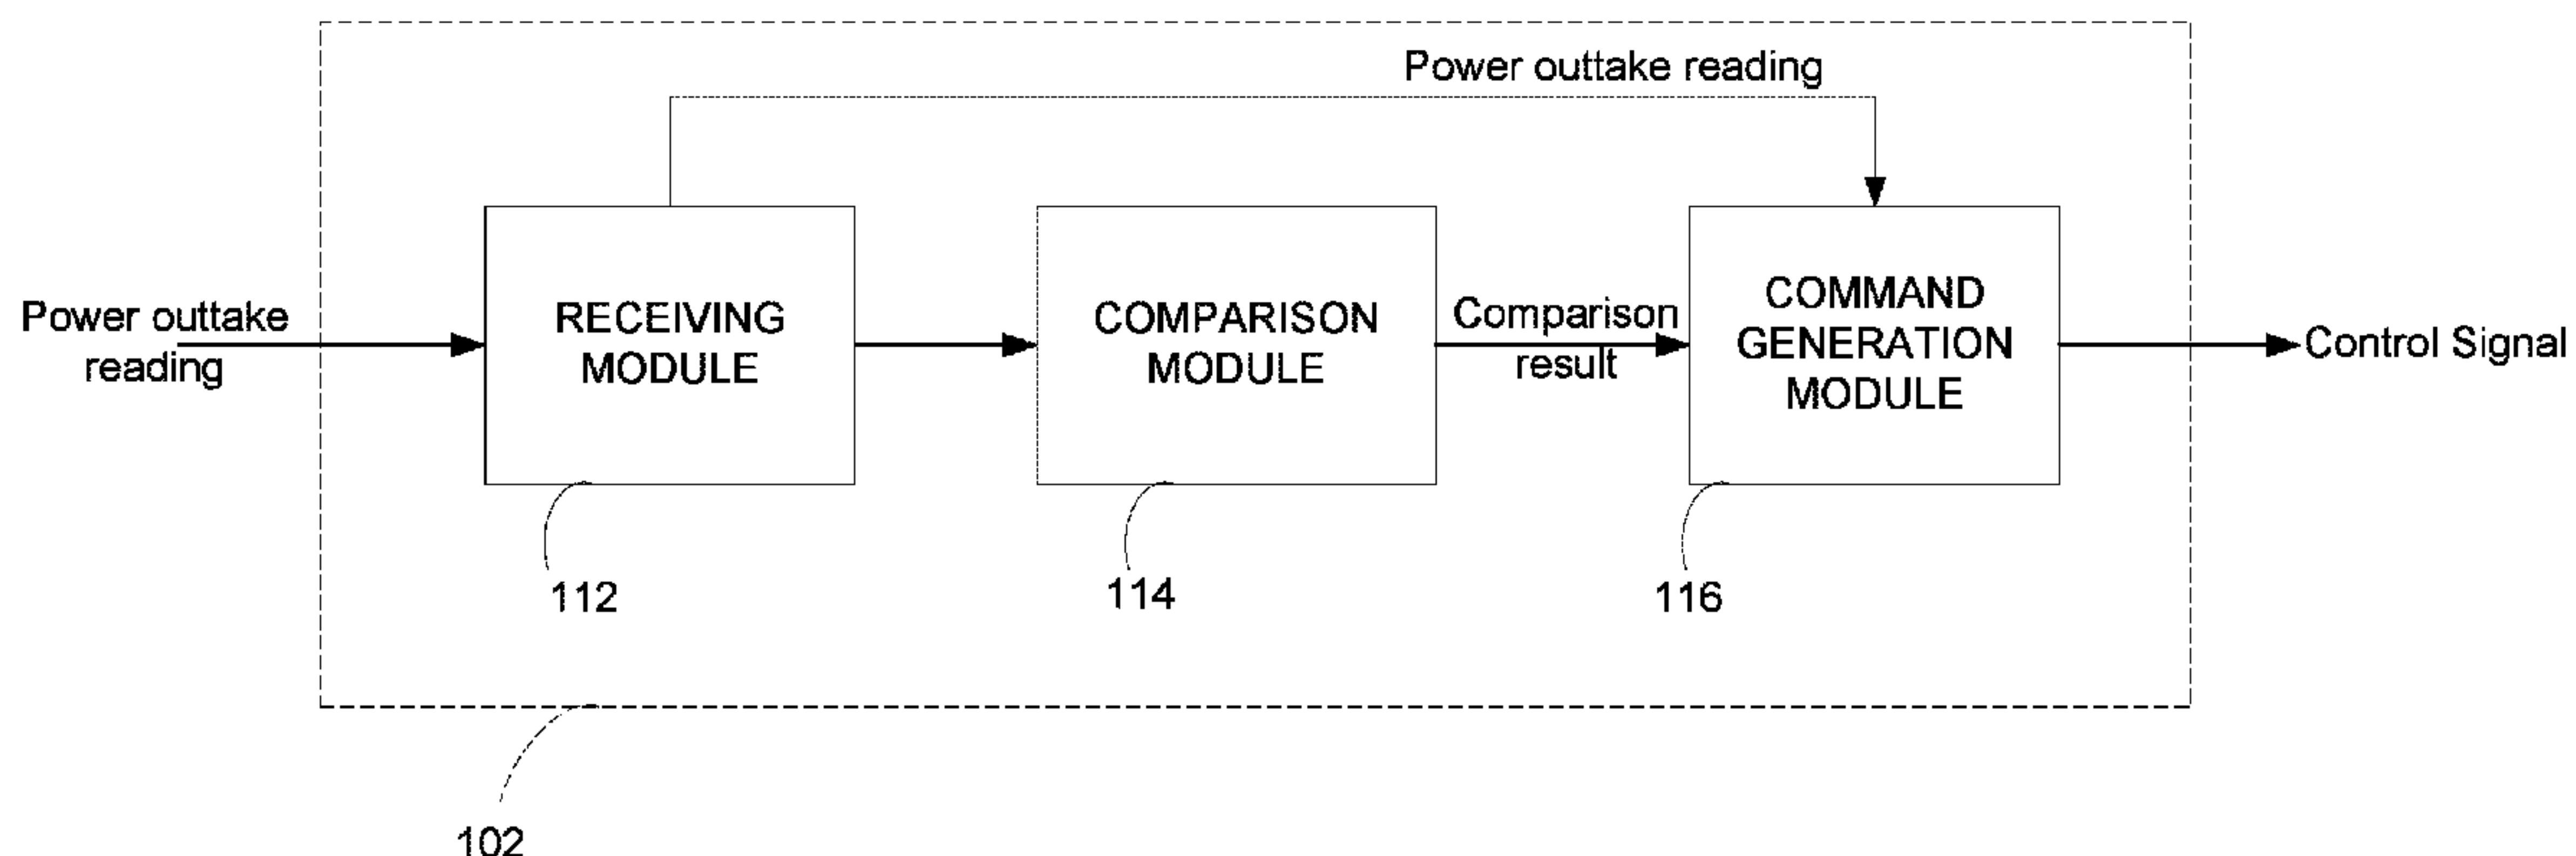 Power outtake reading
Power outtake
reading
RECEIVING
MODULE
COMPARISON
MODULE
Comparison
result
COMMAND
GENERATION
MODULE
Control Signal
112
114
116
102